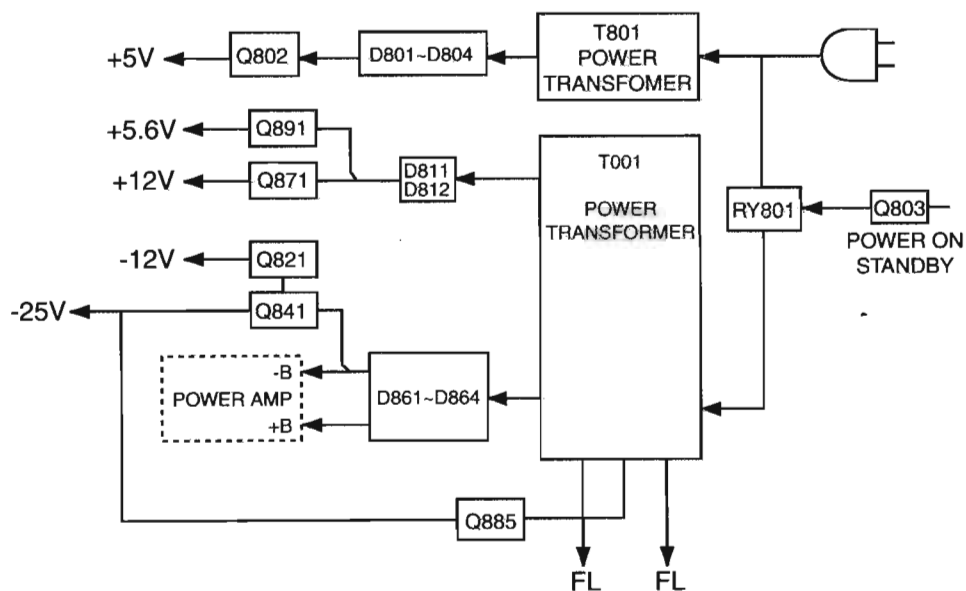 T801
POWER
TRANSFOMER
+5V
Q802
D801~D804
+5.6V
Q891
T001
POWER
TRANSFORMER
+12V
Q871
D811
D812
RY801
Q803
POWER ON
STANDBY
-12V
Q821
-25V
Q841
-B
POWER AMP
+B
D861~D864
Q885
FL
FL